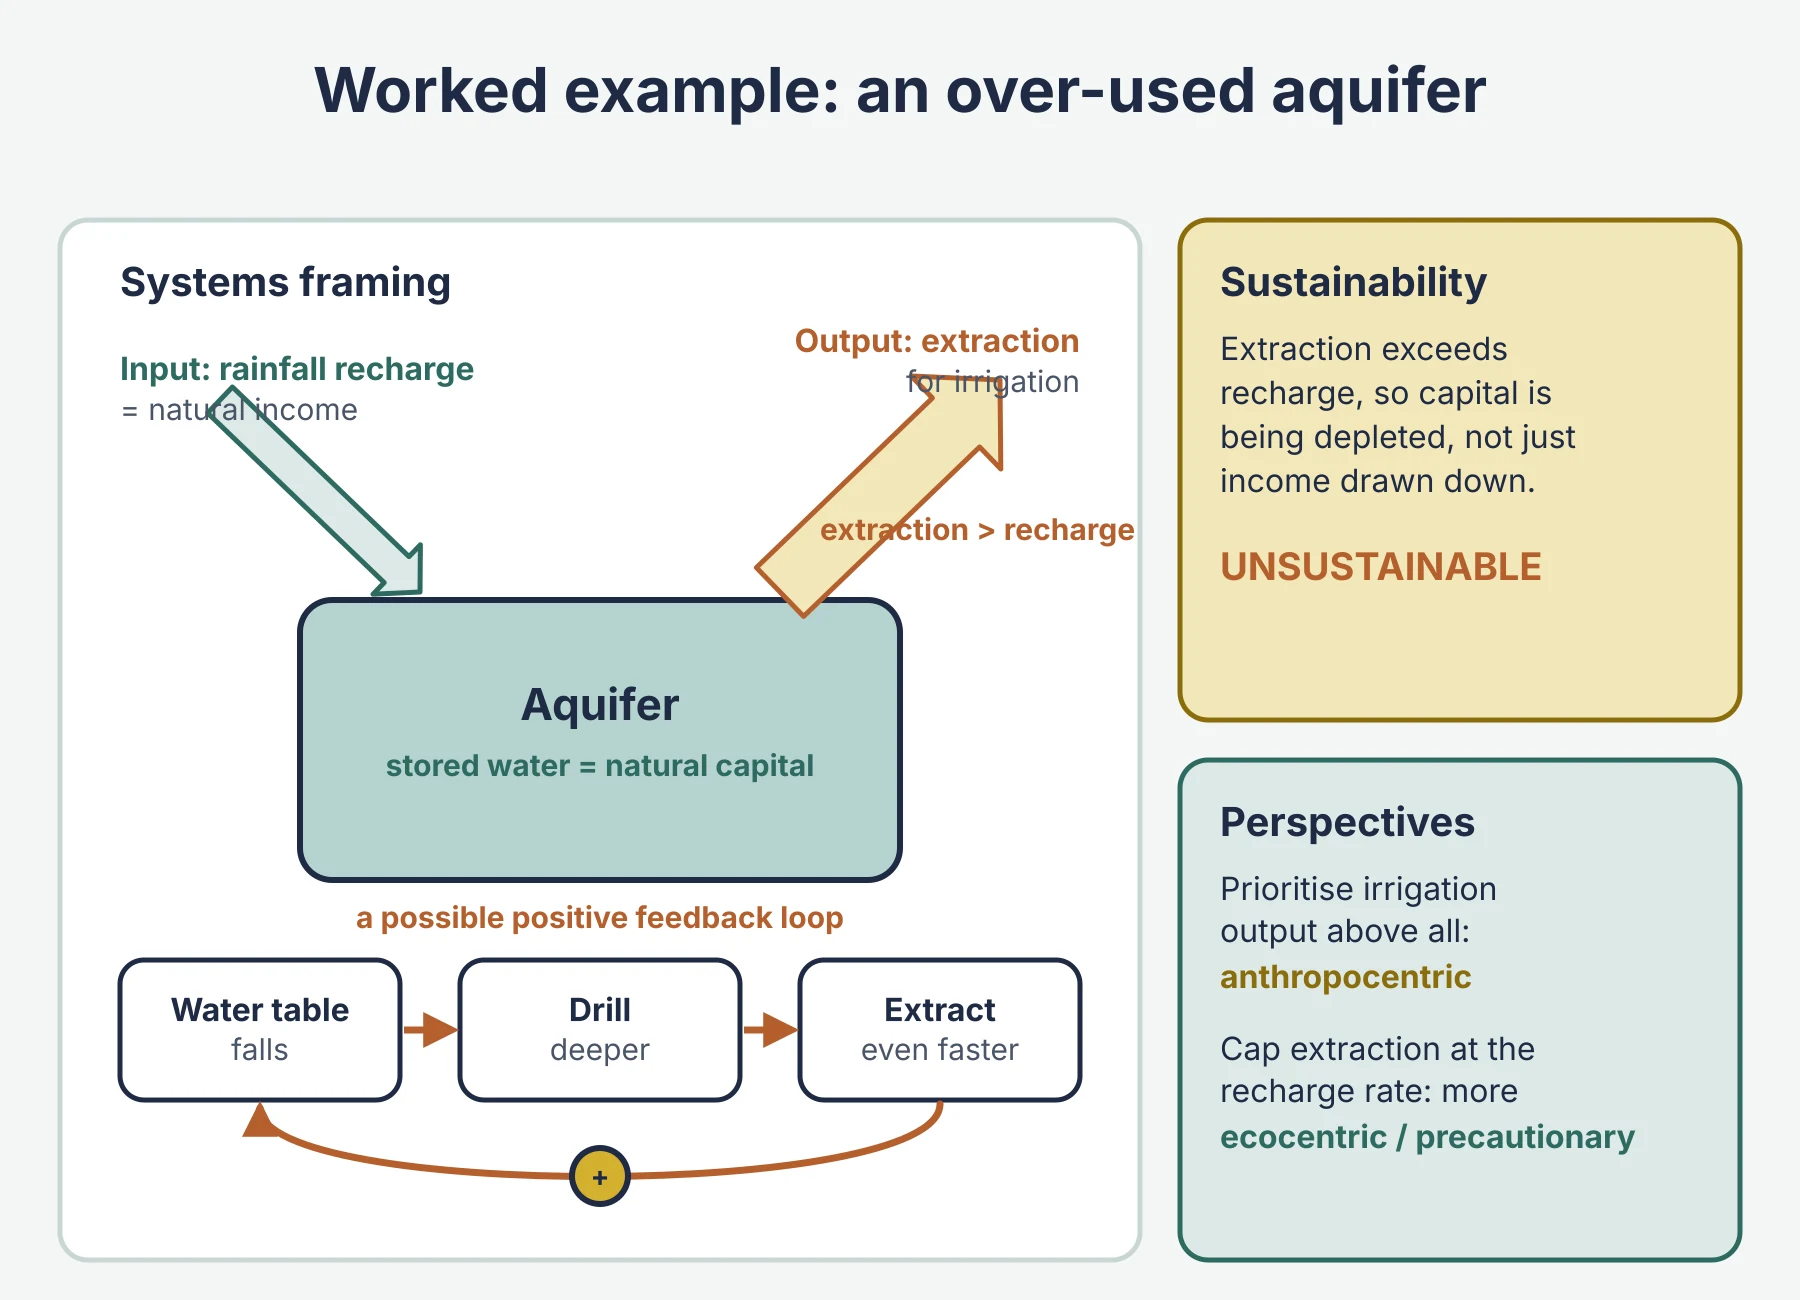 Worked example: an over-used aquifer
Systems framing
Input: rainfall recharge
= natural income
Output: extraction
for irrigation
extraction > recharge
Aquifer
stored water = natural capital
a possible positive feedback loop
Water table
falls
Drill
deeper
Extract
even faster
+
Sustainability
Extraction exceeds
recharge, so capital is
being depleted, not just
income drawn down.
UNSUSTAINABLE
Perspectives
Prioritise irrigation
output above all:
anthropocentric
Cap extraction at the
recharge rate: more
ecocentric / precautionary